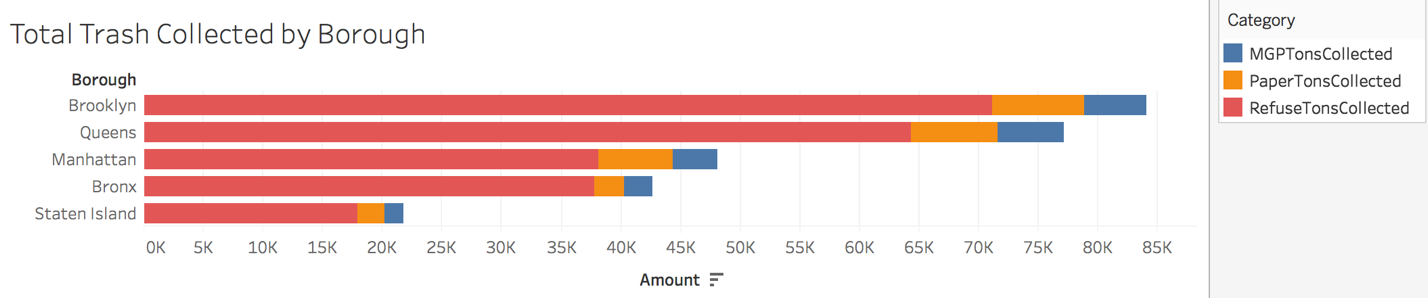 Total Trash Collected by Borough
Borough
Brooklyn
Queens
Manhattan
Bronx
Staten Island
0K 5K 10K 15K 20K 25K 30K 35K 40K 45K 50K 55K 60K 65K 70K 75K 80K 85K
Amount
Category
MGPTonsCollected
PaperTonsCollected
RefuseTonsCollected